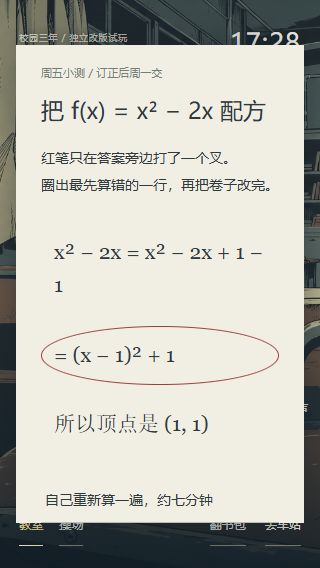 校园三年 / 独立改版试玩
17:28
周五小测 / 订正后周一交
把 f(x) = x² − 2x 配方
红笔只在答案旁边打了一个叉。
圈出最先算错的一行，再把卷子改完。
x² − 2x = x² − 2x + 1 −
1
= (x − 1)² + 1
所以顶点是 (1, 1)
自己重新算一遍，约七分钟
教室 操场 翻书包 去车站